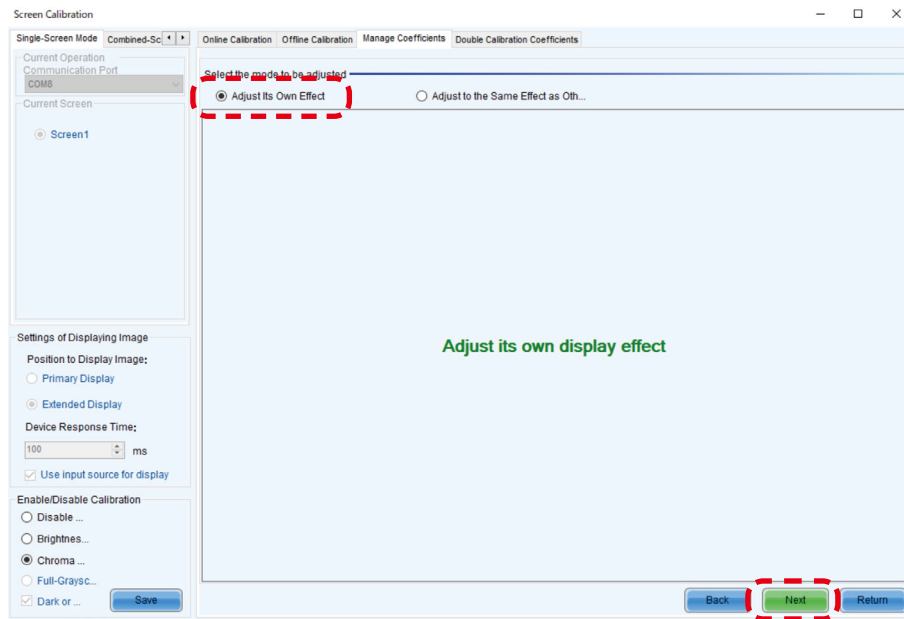 Screen Calibration
Single-Screen Mode Combined-Sc
Current Operation
Communication Port
COM8
Current Screen
Screen1
Settings of Displaying Image
Position to Display Image:
Primary Display
Extended Display
Device Response Time:
100 ms
Use input source for display
Enable/Disable Calibration
Disable ...
Brightnes...
Chroma ...
Full-Graysc...
Dark or ... Save
Online Calibration Offline Calibration Manage Coefficients Double Calibration Coefficients
Select the mode to be adjusted
Adjust Its Own Effect Adjust to the Same Effect as Oth...
Adjust its own display effect
Back Next Return